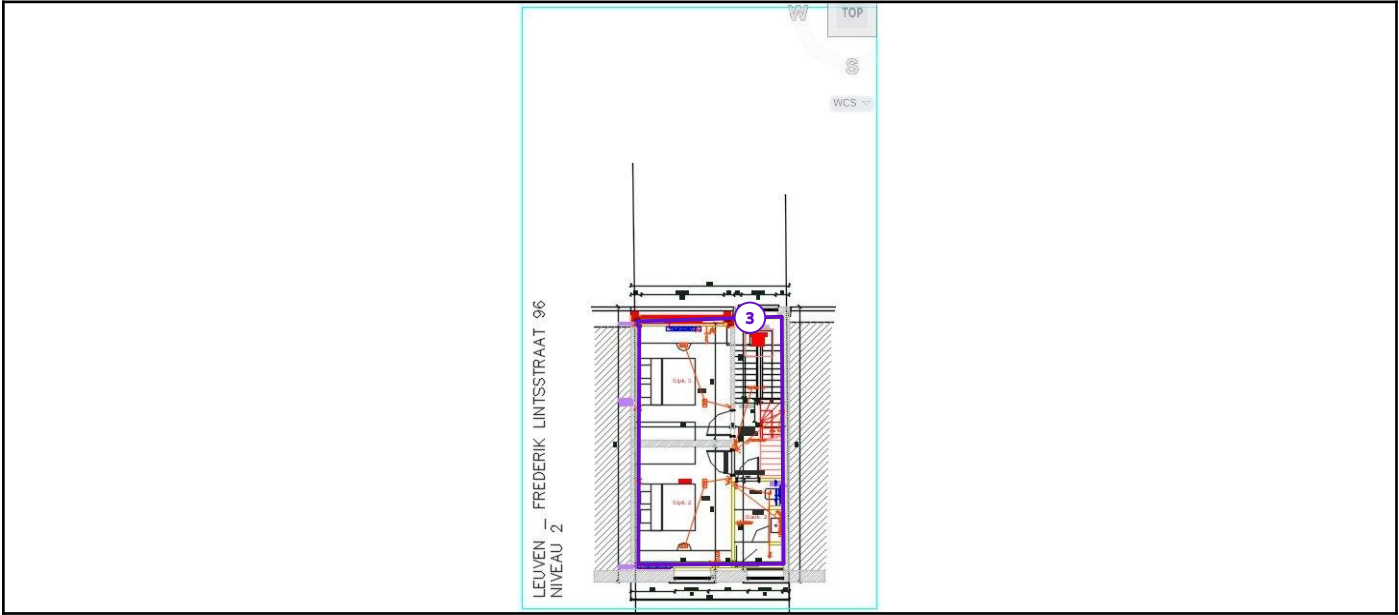 W
TOP
S
WCS
LEUVEN _ FREDERIK LINTSSTRAAT 96
NIVEAU 2
3
Slpk. 3
Slpk. 2